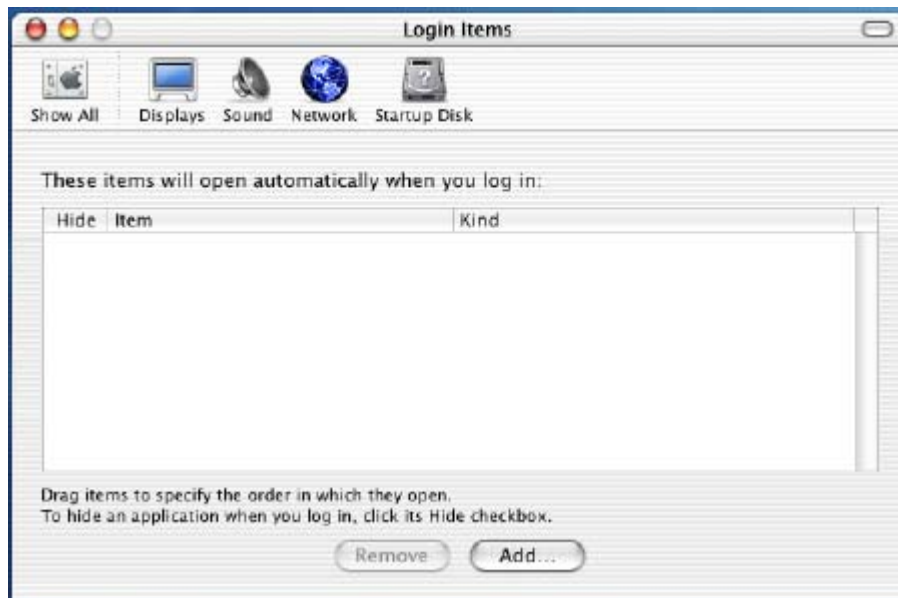 Login Items
Show All Displays Sound Network Startup Disk
These items will open automatically when you log in:
Hide Item Kind
Drag items to specify the order in which they open.
To hide an application when you log in, click its Hide checkbox.
Remove Add...